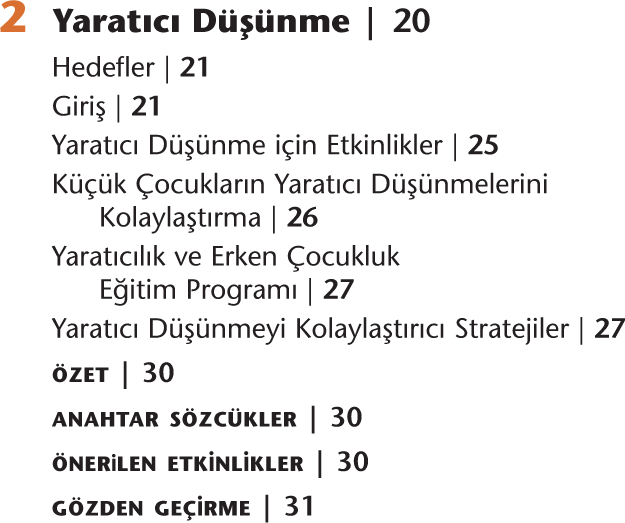 2 Yaratıcı Düşünme | 20
Hedefler | 21
Giriş | 21
Yaratıcı Düşünme için Etkinlikler | 25
Küçük Çocukların Yaratıcı Düşünmelerini
Kolaylaştırma | 26
Yaratıcılık ve Erken Çocukluk
Eğitim Programı | 27
Yaratıcı Düşünmeyi Kolaylaştırıcı Stratejiler | 27
ÖZET | 30
ANAHTAR SÖZCÜKLER | 30
ÖNERİLEN ETKİNLİKLER | 30
GÖZDEN GEÇİRME | 31